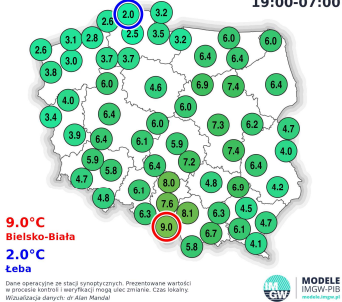 19:00-07:00
2.0 3.2
2.6
3.1 2.8 2.5 3.5 3.2 6.0 6.0
2.6
3.0 3.7 3.7 6.4 6.4
3.8
6.0 4.6 6.9 7.4
4.0 6.0
3.4 6.4 6.0 7.3 6.2 4.7
3.9 6.4 6.1 5.9 7.4 4.0
5.9 6.4 7.2 6.4
4.7 5.8 8.0 4.8 6.9 4.2
6.1
4.8 7.6 4.5
6.3 8.1 6.3 4.7
9.0 6.7 6.1
5.8 4.1
9.0°C
Bielsko-Biała
2.0°C
Łeba
Dane operacyjne ze stacji synoptycznych. Prezentowane wartości
w procesie kontroli i weryfikacji mogą ulec zmianie. Czas lokalny.
Wizualizacja danych: dr Alan Mandal
IM
GW
MODELE
IMGW-PIB
modele.imgw.pl